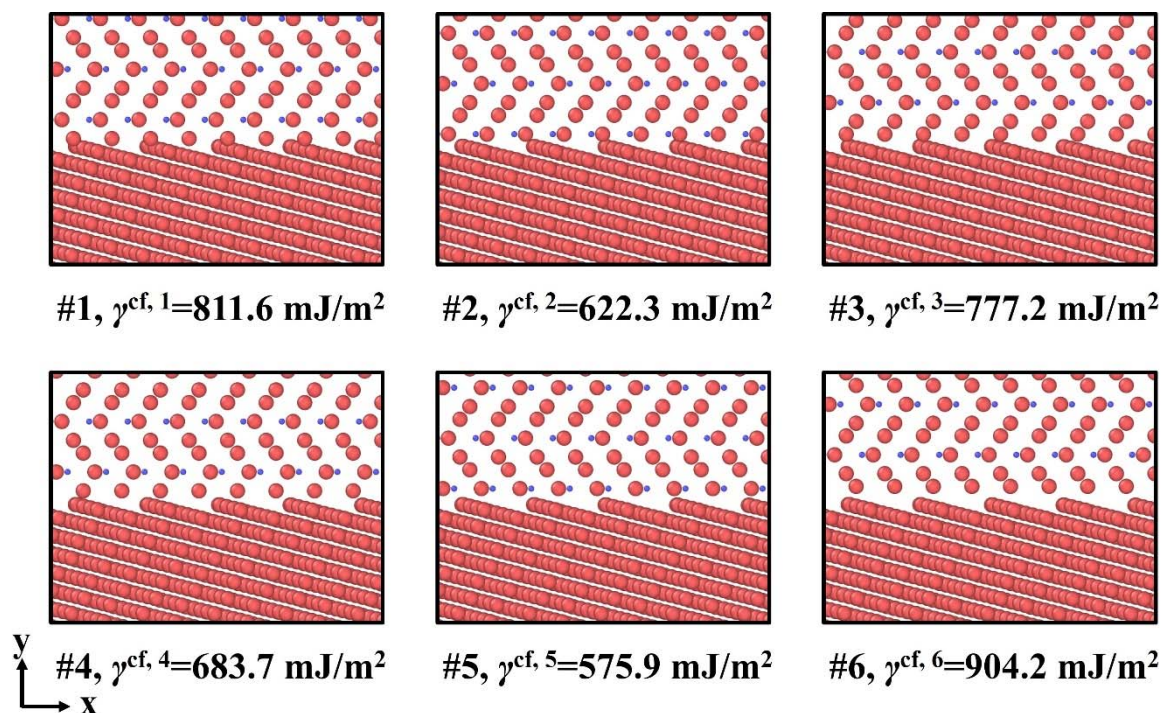 #1, γcf, 1=811.6 mJ/m²
#2, γcf, 2=622.3 mJ/m²
#3, γcf, 3=777.2 mJ/m²
#4, γcf, 4=683.7 mJ/m²
#5, γcf, 5=575.9 mJ/m²
#6, γcf, 6=904.2 mJ/m²
y
x